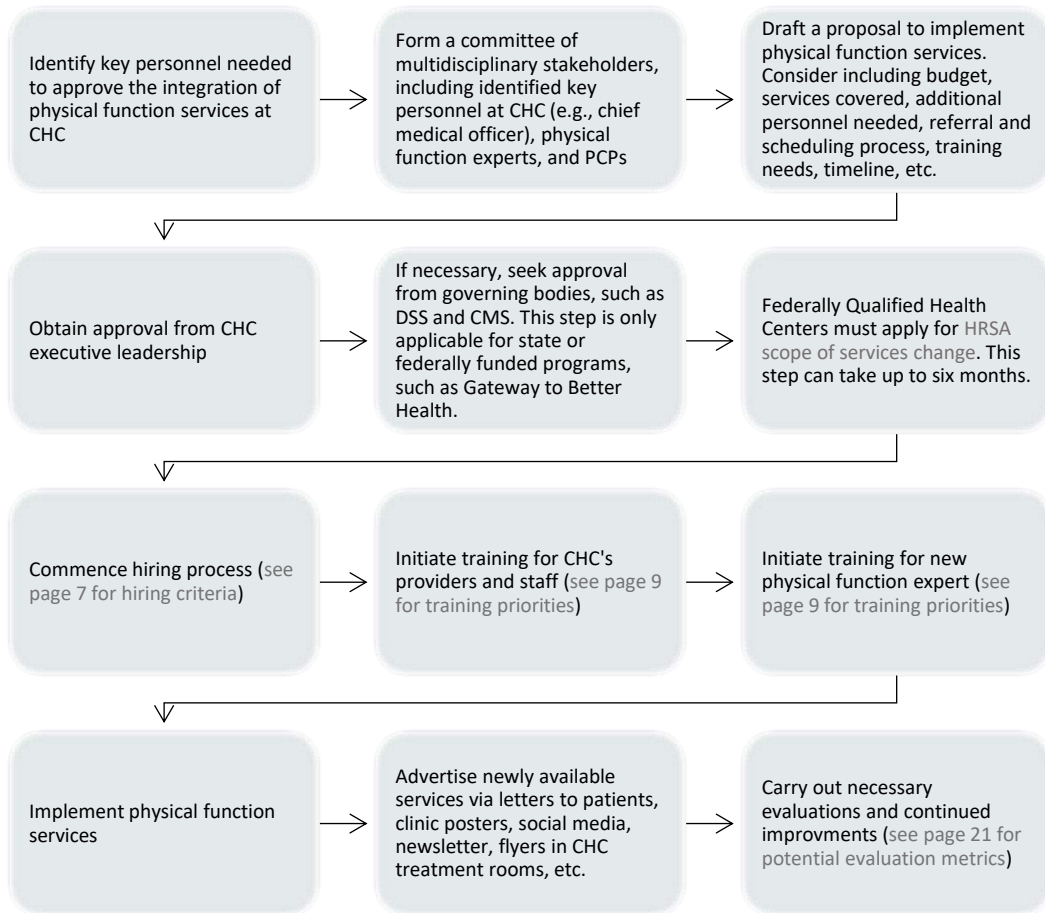 Identify key personnel needed
to approve the integration of
physical function services at
CHC
Form a committee of
multidisciplinary stakeholders,
including identified key
personnel at CHC (e.g., chief
medical officer), physical
function experts, and PCPs
Draft a proposal to implement
physical function services.
Consider including budget,
services covered, additional
personnel needed, referral and
scheduling process, training
needs, timeline, etc.
Obtain approval from CHC
executive leadership
If necessary, seek approval
from governing bodies, such as
DSS and CMS. This step is only
applicable for state or
federally funded programs,
such as Gateway to Better
Health.
Federally Qualified Health
Centers must apply for HRSA
scope of services change. This
step can take up to six months.
Commence hiring process (see
page 7 for hiring criteria)
Initiate training for CHC's
providers and staff (see page 9
for training priorities)
Initiate training for new
physical function expert (see
page 9 for training priorities)
Implement physical function
services
Advertise newly available
services via letters to patients,
clinic posters, social media,
newsletter, flyers in CHC
treatment rooms, etc.
Carry out necessary
evaluations and continued
improvments (see page 21 for
potential evaluation metrics)